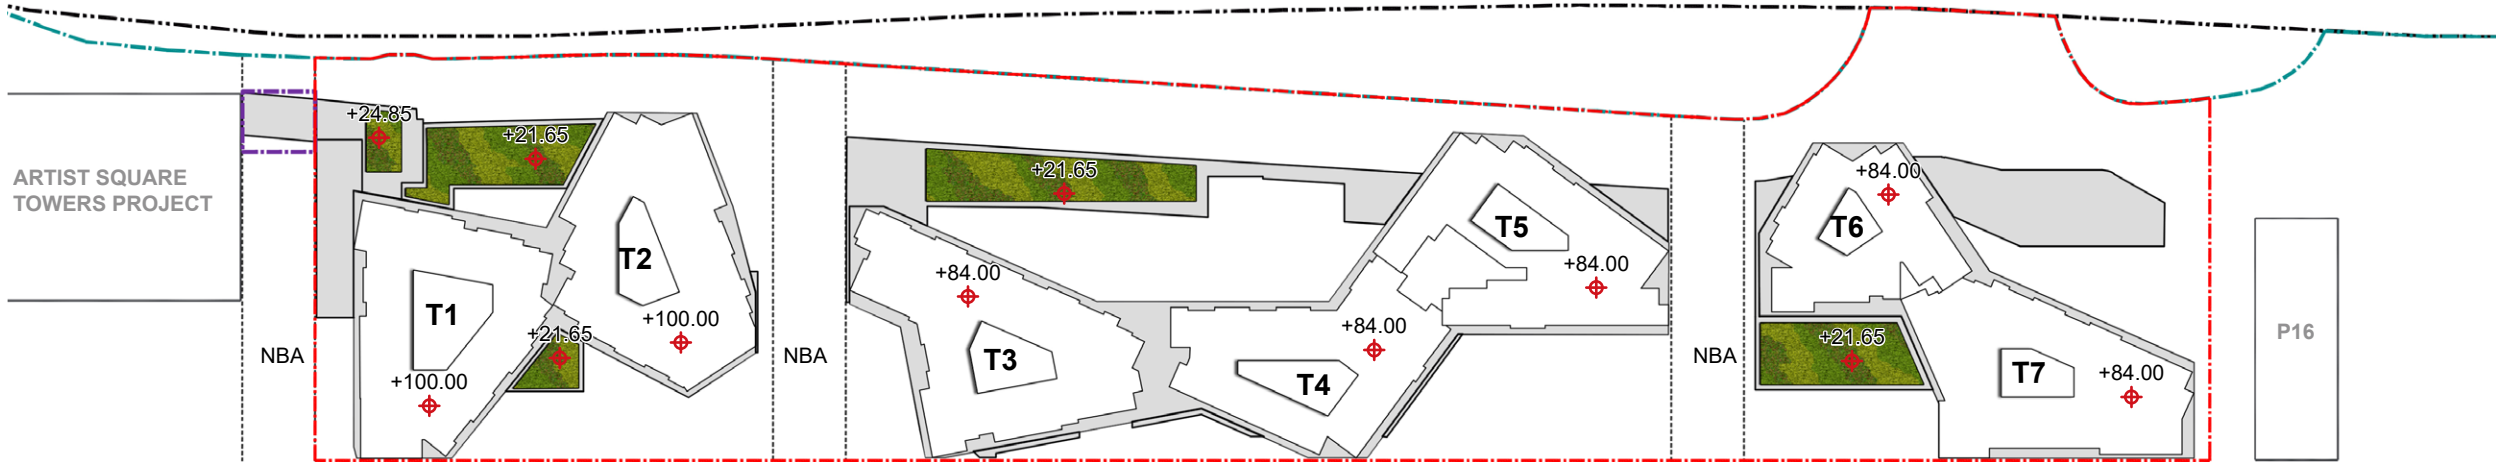 +24.85
+21.65
ARTIST SQUARE
TOWERS PROJECT
T1
T2
+100.00
+21.65
+100.00
NBA
NBA
+21.65
+84.00
T3
T4
+84.00
T5
+84.00
NBA
+84.00
T6
+21.65
T7
+84.00
P16